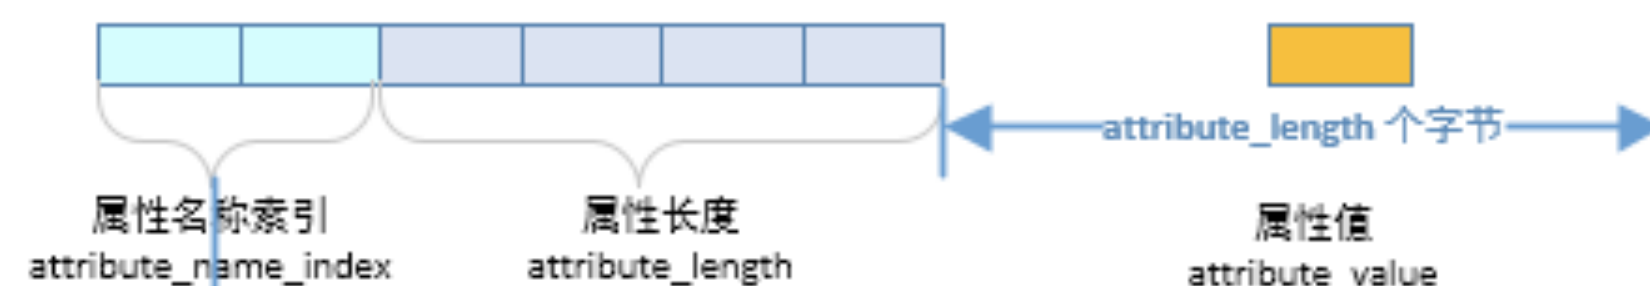 attribute_length 个字节
属性名称索引
attribute_name_index
属性长度
attribute_length
属性值
attribute_value